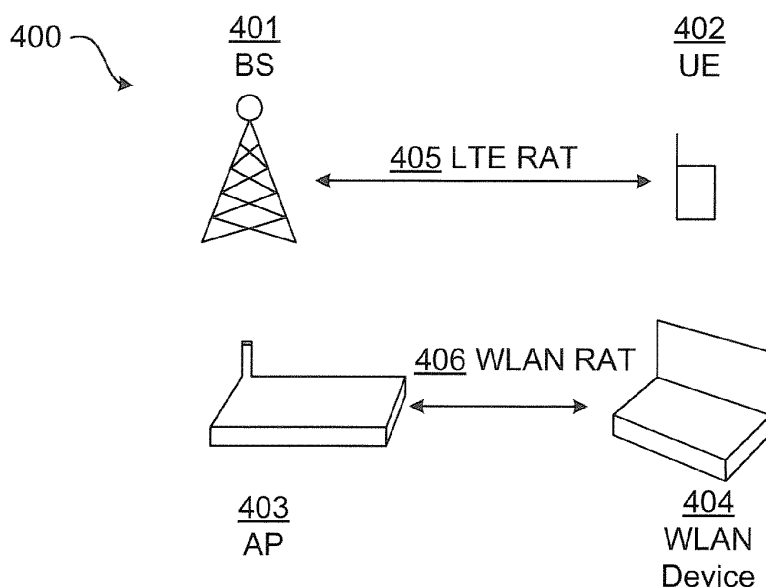 400
401
BS
402
UE
405 LTE RAT
406 WLAN RAT
403
AP
404
WLAN
Device